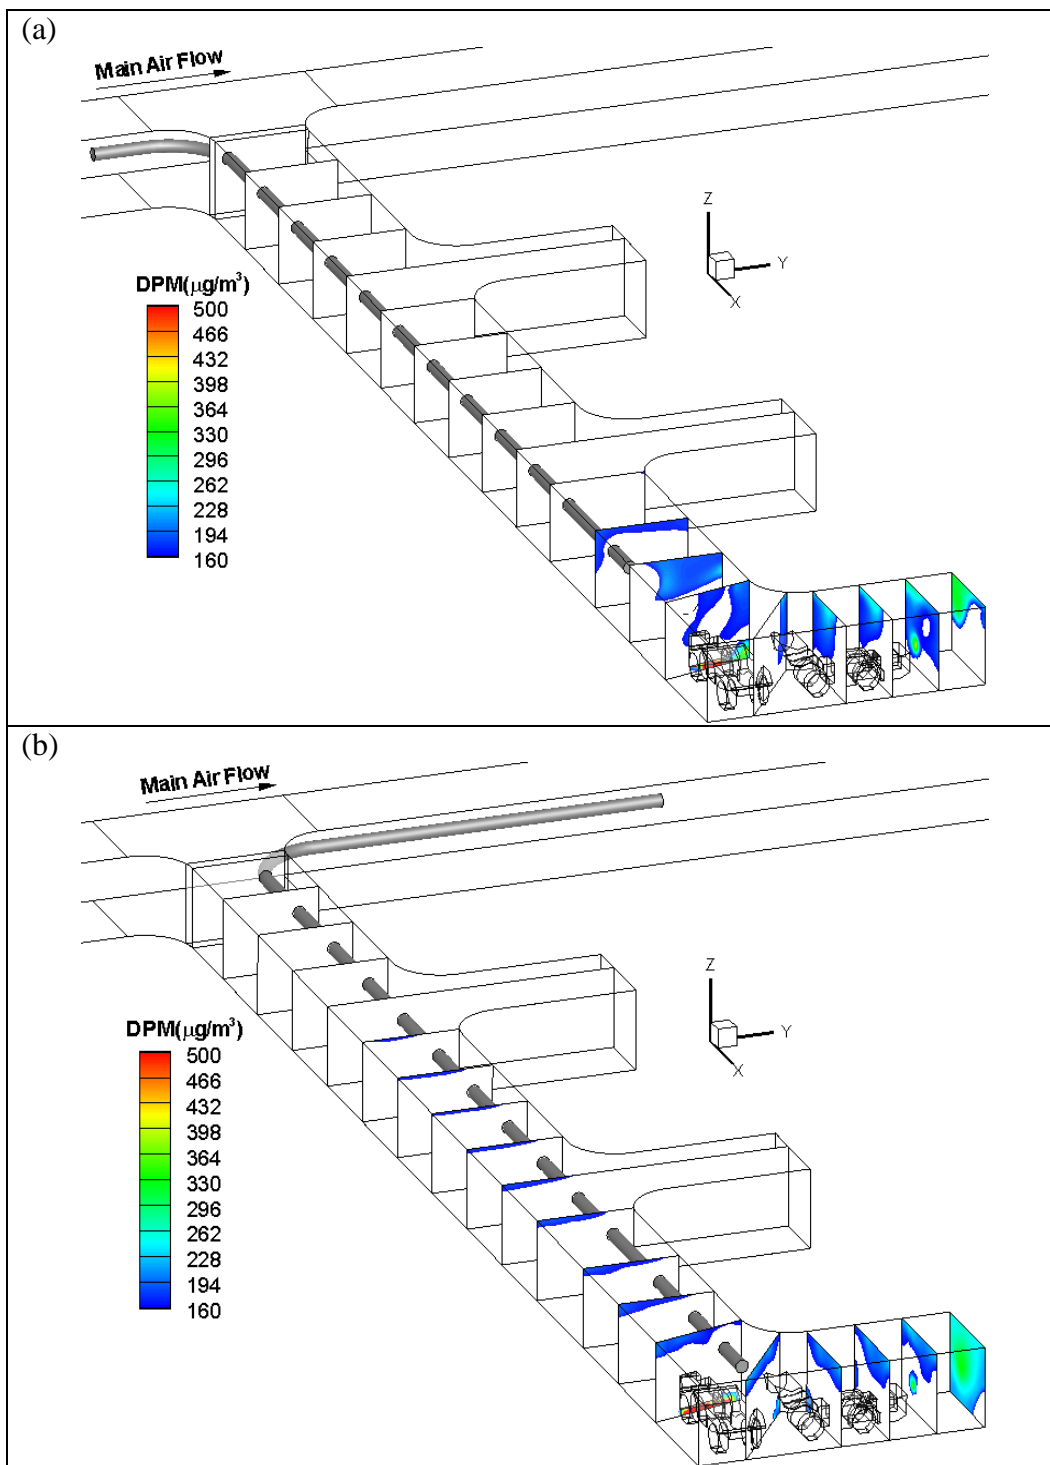 (a)
Main Air Flow
Z
Y
X
DPM(μg/m³)
500
466
432
398
364
330
296
262
228
194
160
(b)
Main Air Flow
Z
Y
X
DPM(μg/m³)
500
466
432
398
364
330
296
262
228
194
160